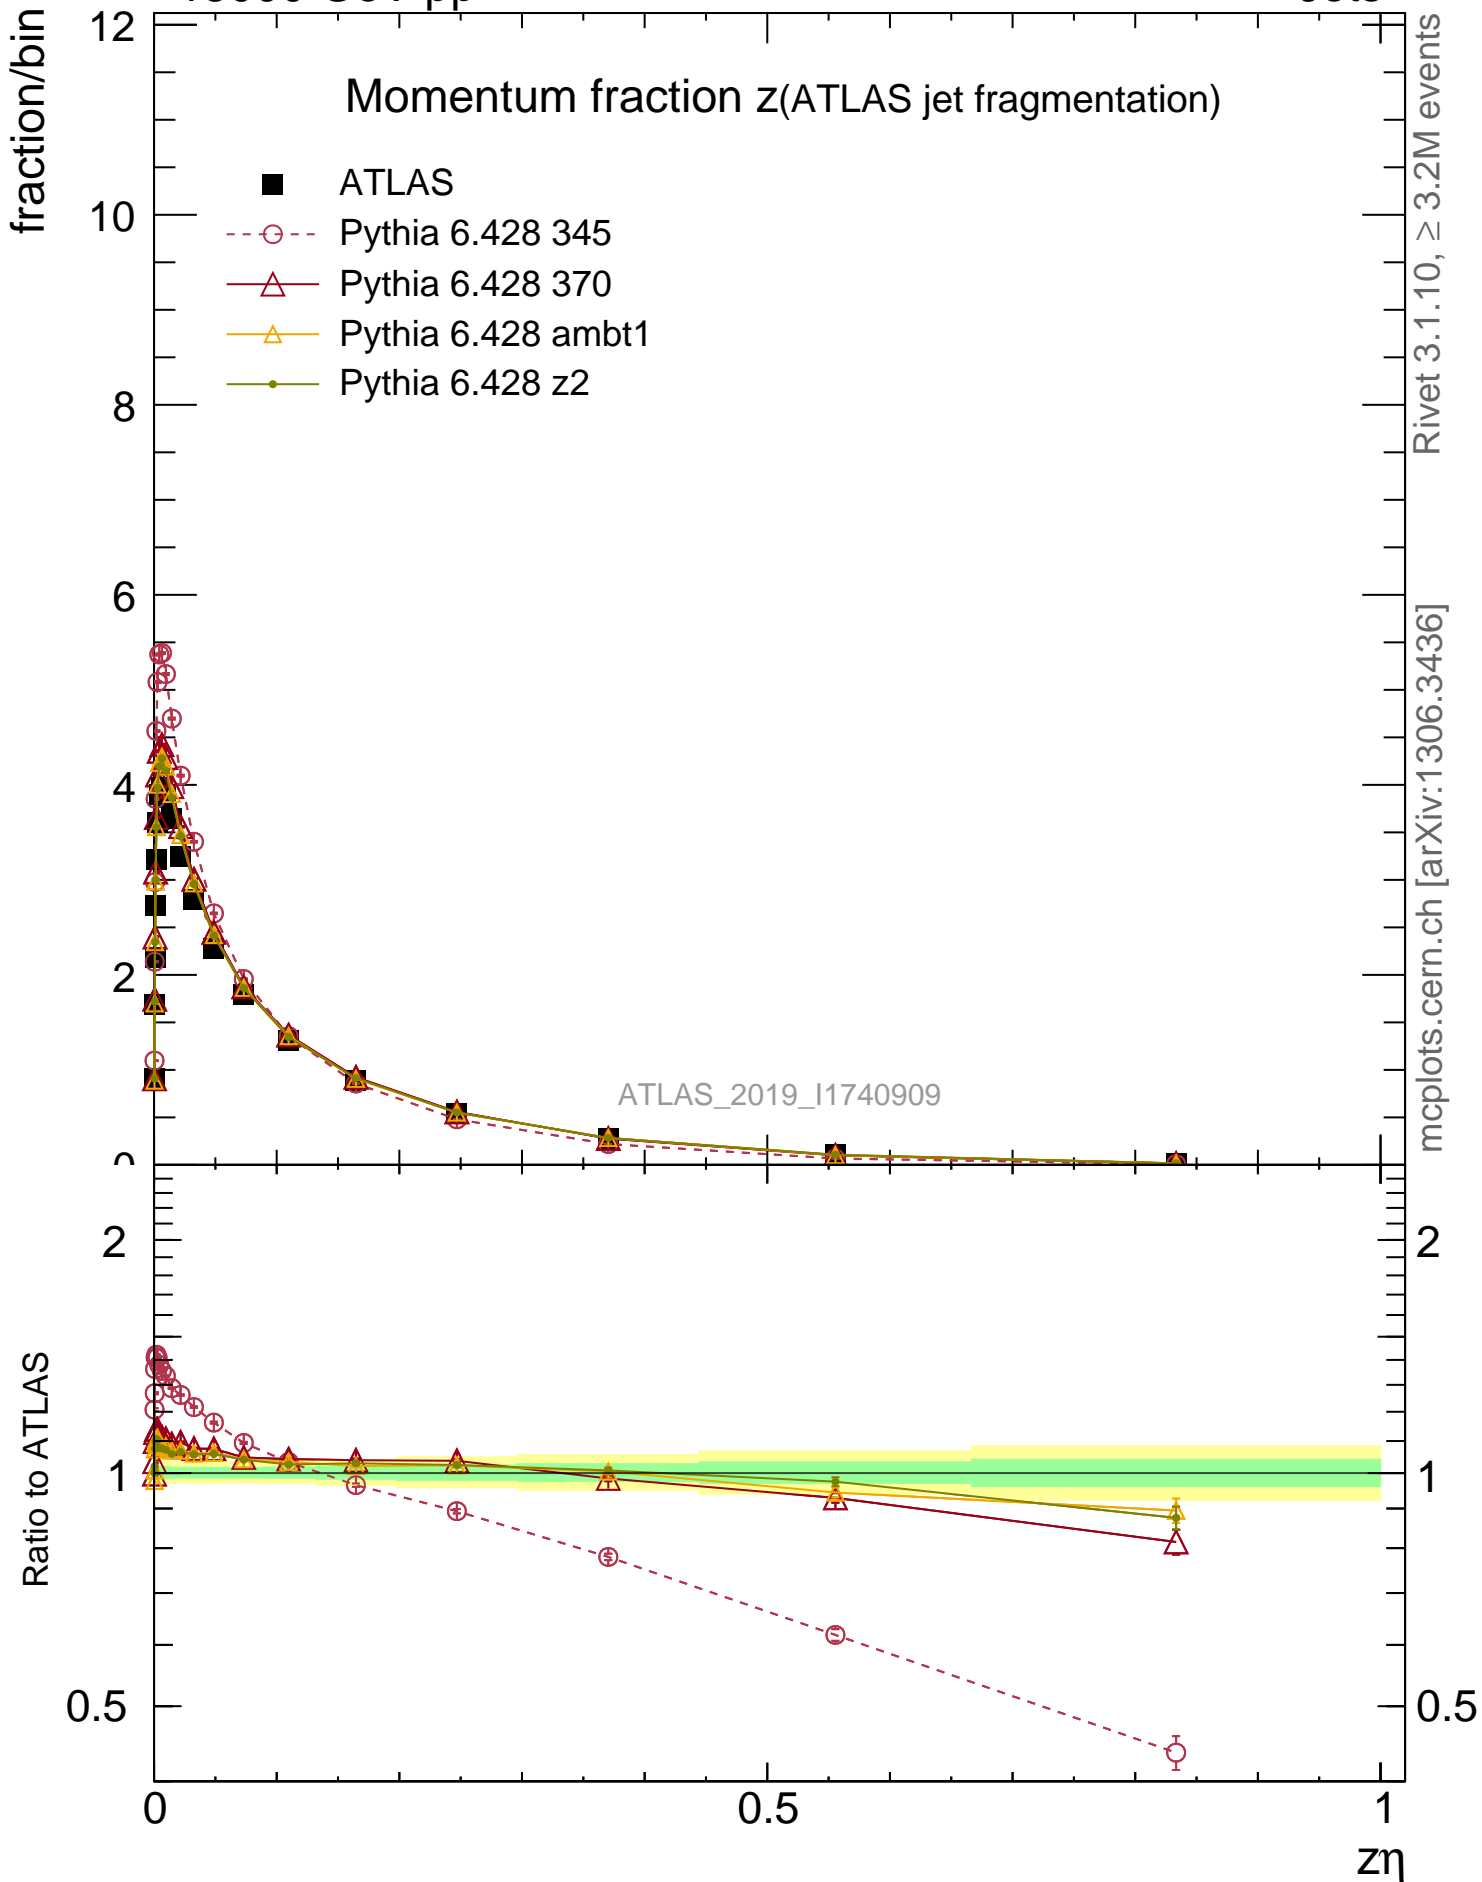 fraction/bin
Momentum fraction z(ATLAS jet fragmentation)
ATLAS
Pythia 6.428 345
Pythia 6.428 370
Pythia 6.428 ambt1
Pythia 6.428 z2
12
10
8
6
4
2
0
ATLAS_2019_I1740909
Rivet 3.1.10, ≥ 3.2M events
mcplots.cern.ch [arXiv:1306.3436]
Ratio to ATLAS
2
1
0.5
2
1
0.5
0
0.5
1
zη